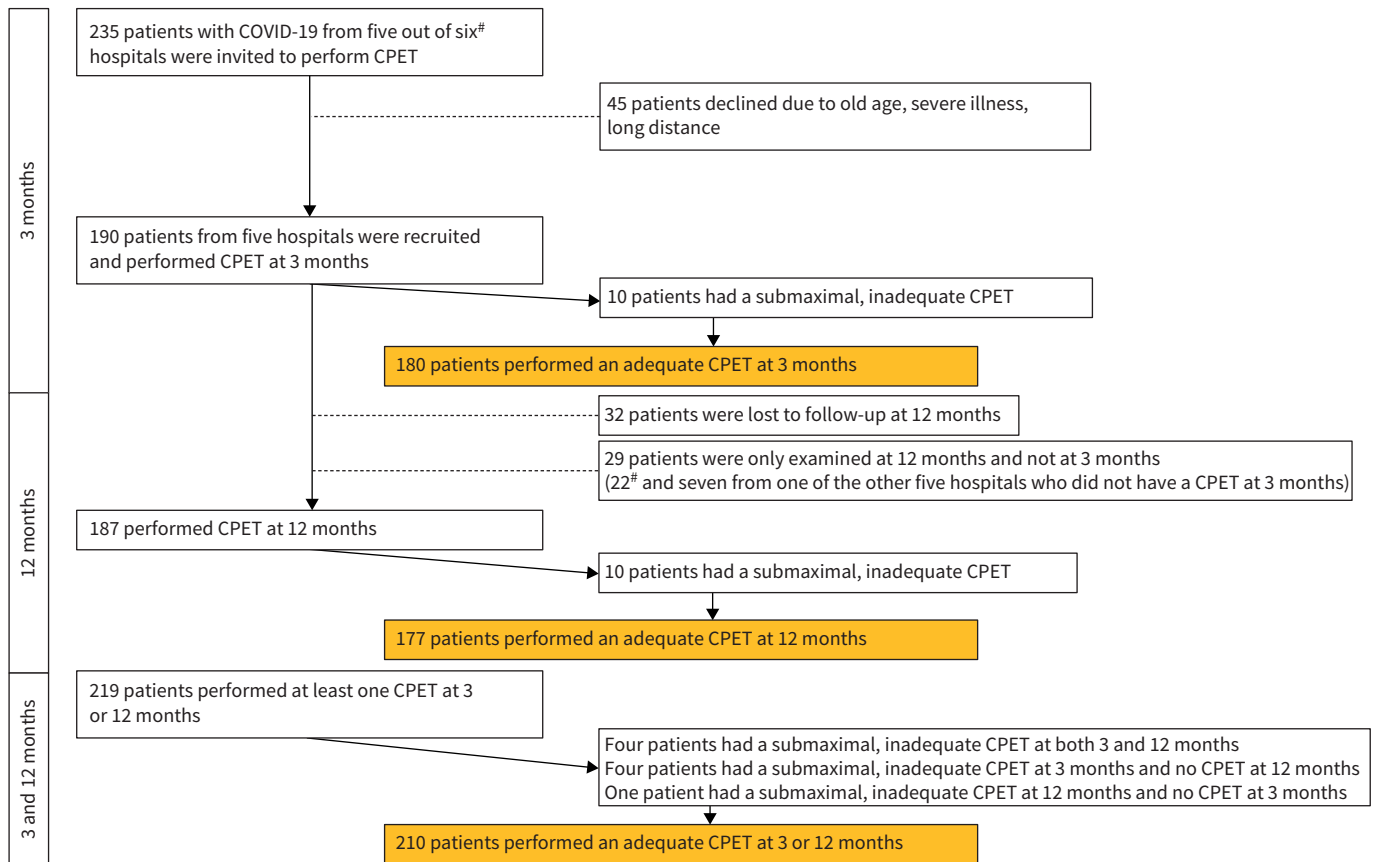 3 months
235 patients with COVID-19 from five out of six#
hospitals were invited to perform CPET
45 patients declined due to old age, severe illness,
long distance
190 patients from five hospitals were recruited
and performed CPET at 3 months
10 patients had a submaximal, inadequate CPET
180 patients performed an adequate CPET at 3 months
12 months
32 patients were lost to follow-up at 12 months
29 patients were only examined at 12 months and not at 3 months
(22# and seven from one of the other five hospitals who did not have a CPET at 3 months)
187 performed CPET at 12 months
10 patients had a submaximal, inadequate CPET
177 patients performed an adequate CPET at 12 months
3 and 12 months
219 patients performed at least one CPET at 3
or 12 months
Four patients had a submaximal, inadequate CPET at both 3 and 12 months
Four patients had a submaximal, inadequate CPET at 3 months and no CPET at 12 months
One patient had a submaximal, inadequate CPET at 12 months and no CPET at 3 months
210 patients performed an adequate CPET at 3 or 12 months